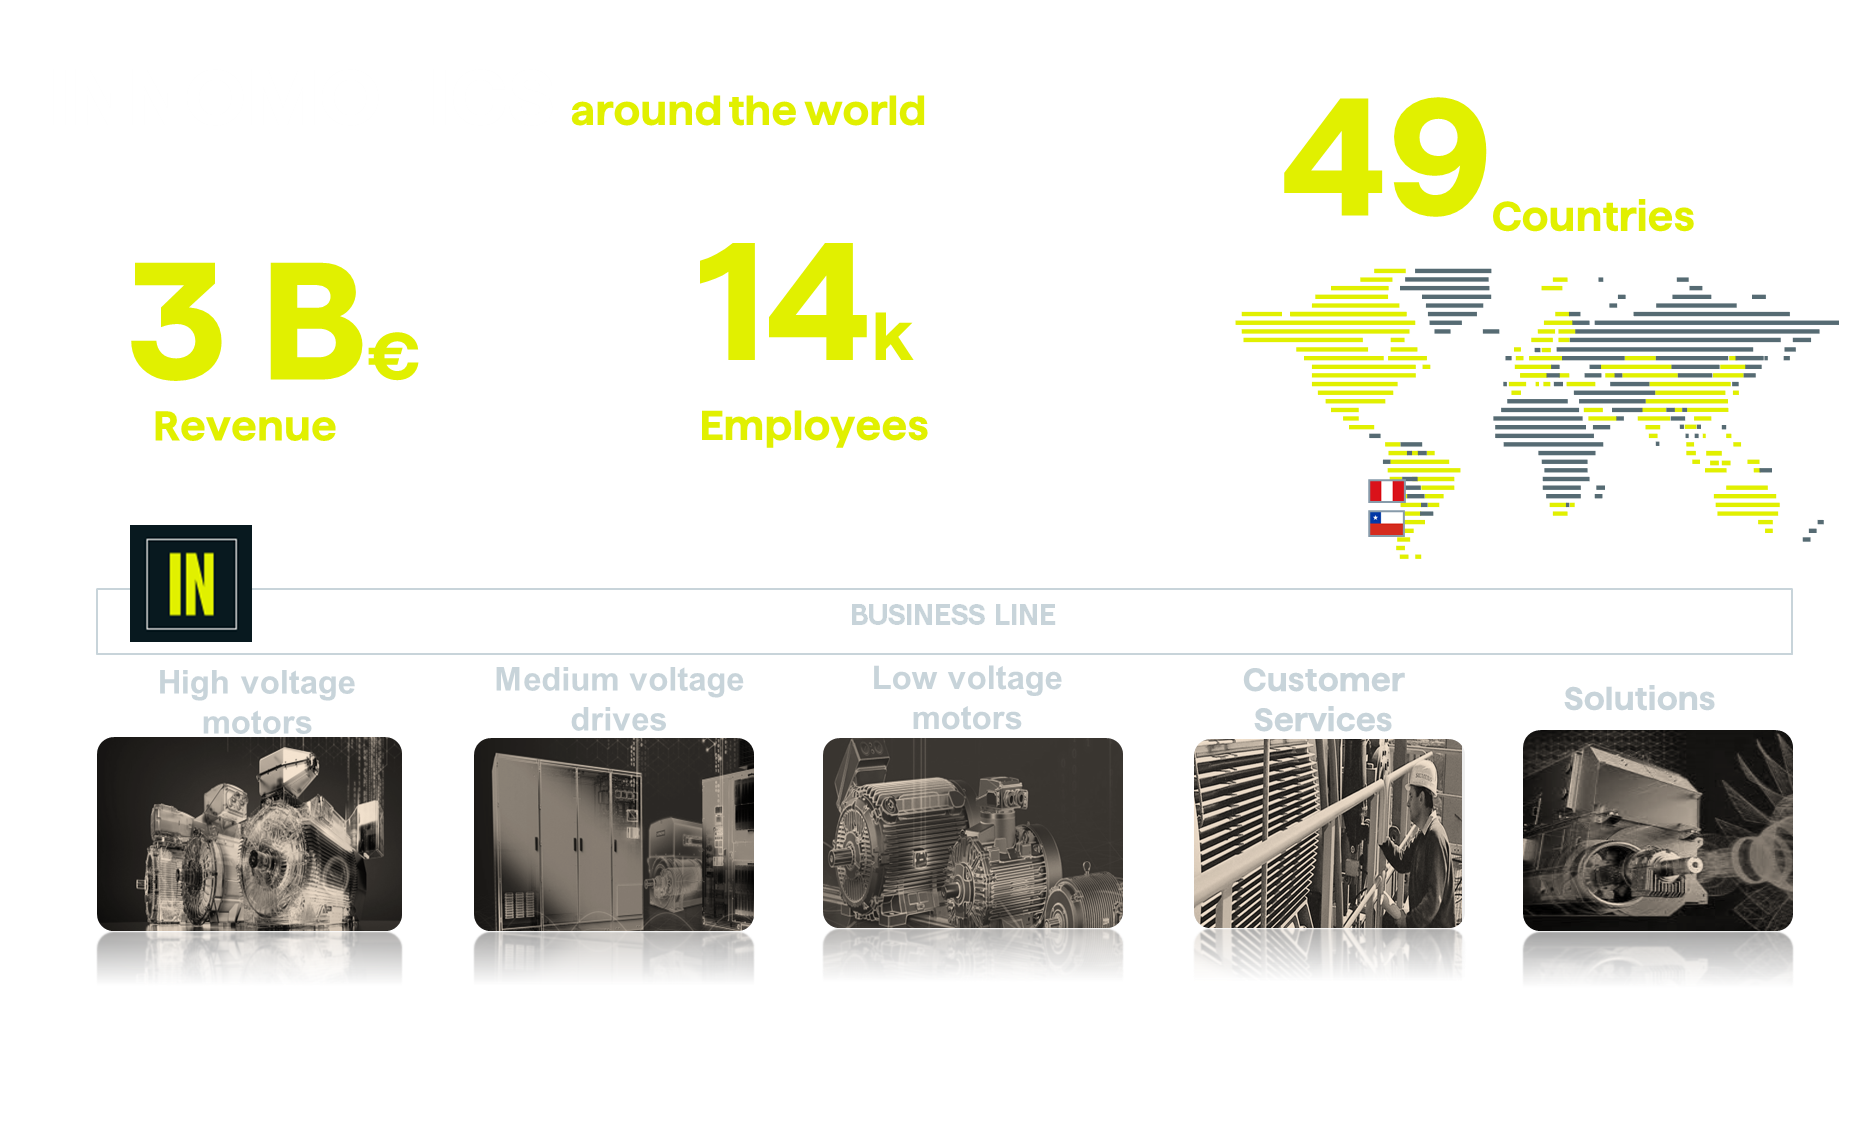 around the world
49
Countries
3 B€
Revenue
14k
Employees
IN
BUSINESS LINE
High voltage
motors
Medium voltage
drives
Low voltage
motors
Customer
Services
Solutions